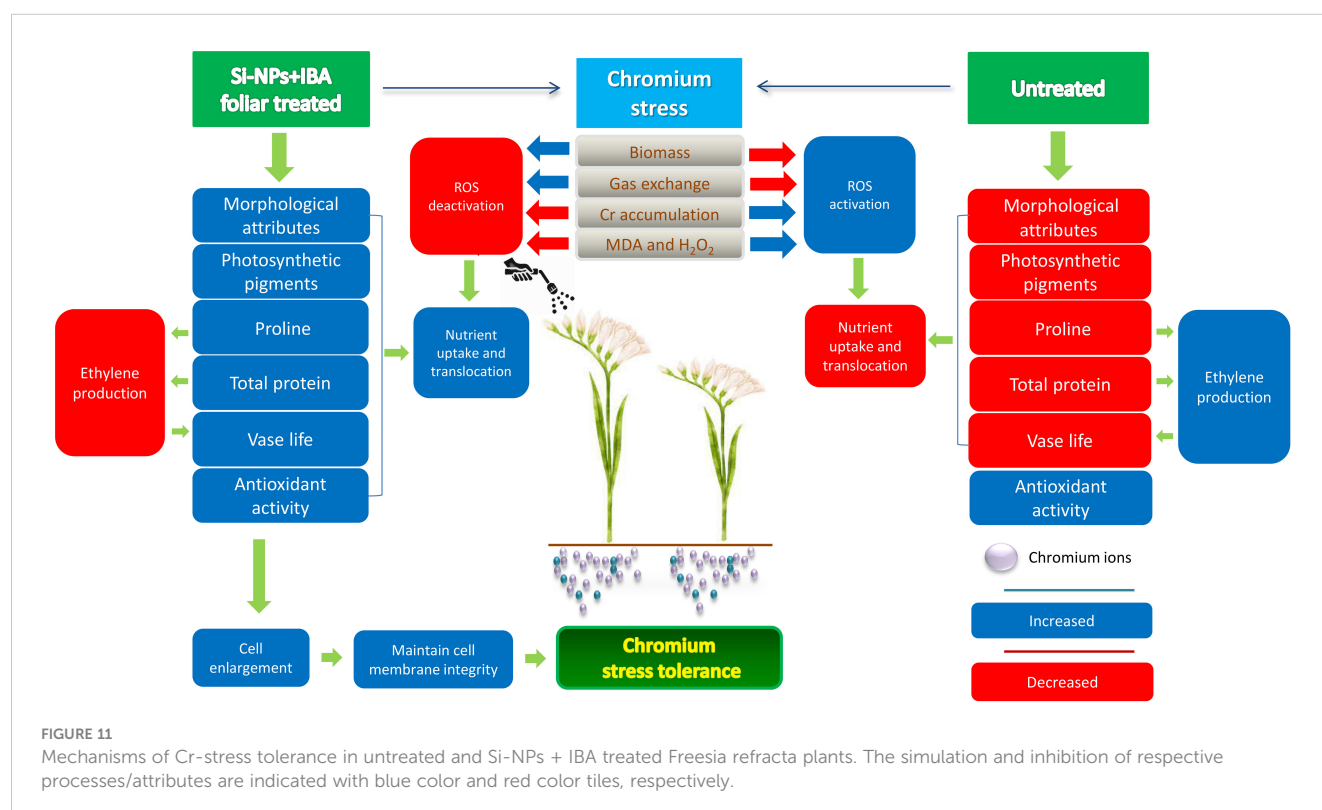 Si-NPs+IBA
foliar treated
Chromium
stress
Untreated
Biomass
Gas exchange
Cr accumulation
MDA and H₂O₂
ROS
deactivation
ROS
activation
Morphological
attributes
Photosynthetic
pigments
Proline
Total protein
Vase life
Antioxidant
activity
Ethylene
production
Nutrient
uptake and
translocation
Nutrient
uptake and
translocation
Morphological
attributes
Photosynthetic
pigments
Proline
Total protein
Vase life
Antioxidant
activity
Ethylene
production
Chromium ions
Increased
Decreased
Cell
enlargement
Maintain cell
membrane integrity
Chromium
stress tolerance
FIGURE 11
Mechanisms of Cr-stress tolerance in untreated and Si-NPs + IBA treated Freesia refracta plants. The simulation and inhibition of respective
processes/attributes are indicated with blue color and red color tiles, respectively.